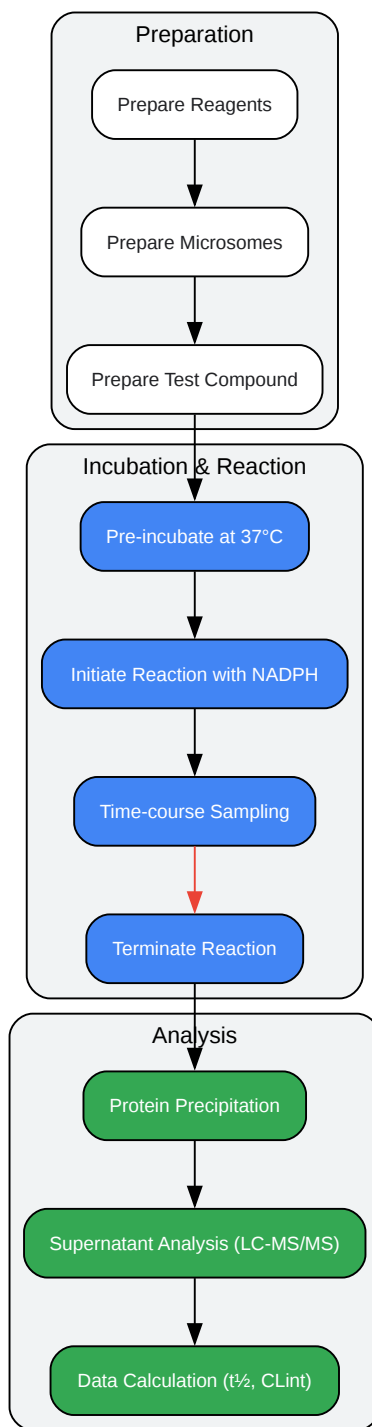 Preparation
Prepare Reagents
Prepare Microsomes
Prepare Test Compound
Incubation & Reaction
Pre-incubate at 37°C
Initiate Reaction with NADPH
Time-course Sampling
Terminate Reaction
Analysis
Protein Precipitation
Supernatant Analysis (LC-MS/MS)
Data Calculation (t½, CLint)